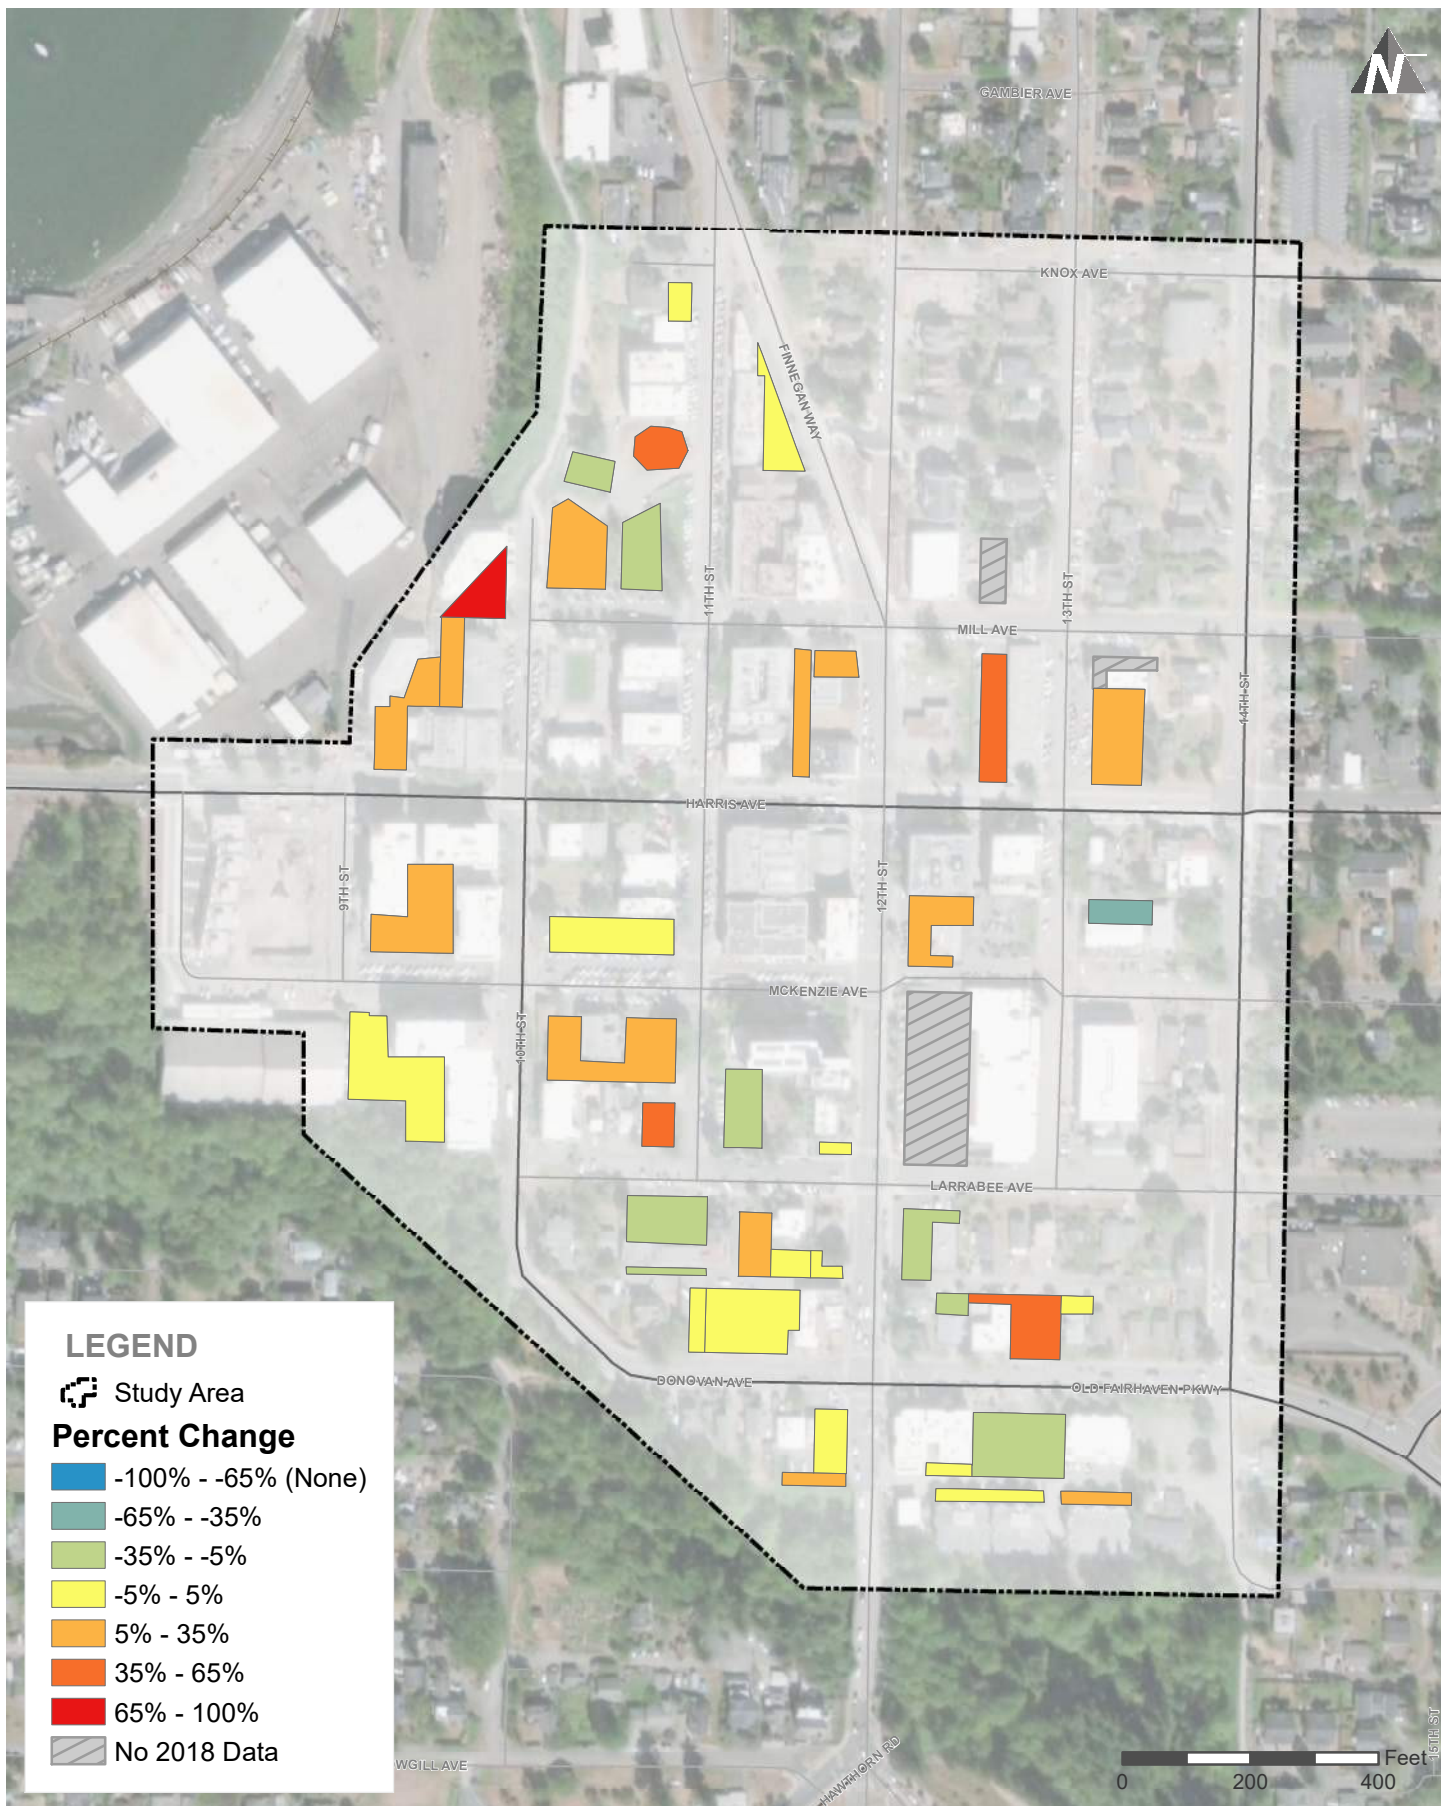 N
GAMBIER AVE
KNOX AVE
FINNEGAN WAY
11TH ST
13TH ST
MILL AVE
14TH ST
HARRIS AVE
9TH ST
12TH ST
MCKENZIE AVE
10TH ST
LARRABEE AVE
DONOVAN AVE
OLD FAIRHAVEN PKWY
LEGEND
Study Area
Percent Change
-100% - -65% (None)
-65% - -35%
-35% - -5%
-5% - 5%
5% - 35%
35% - 65%
65% - 100%
No 2018 Data
WGILL AVE
HAWTHORN RD
15TH ST
Feet
0 200 400